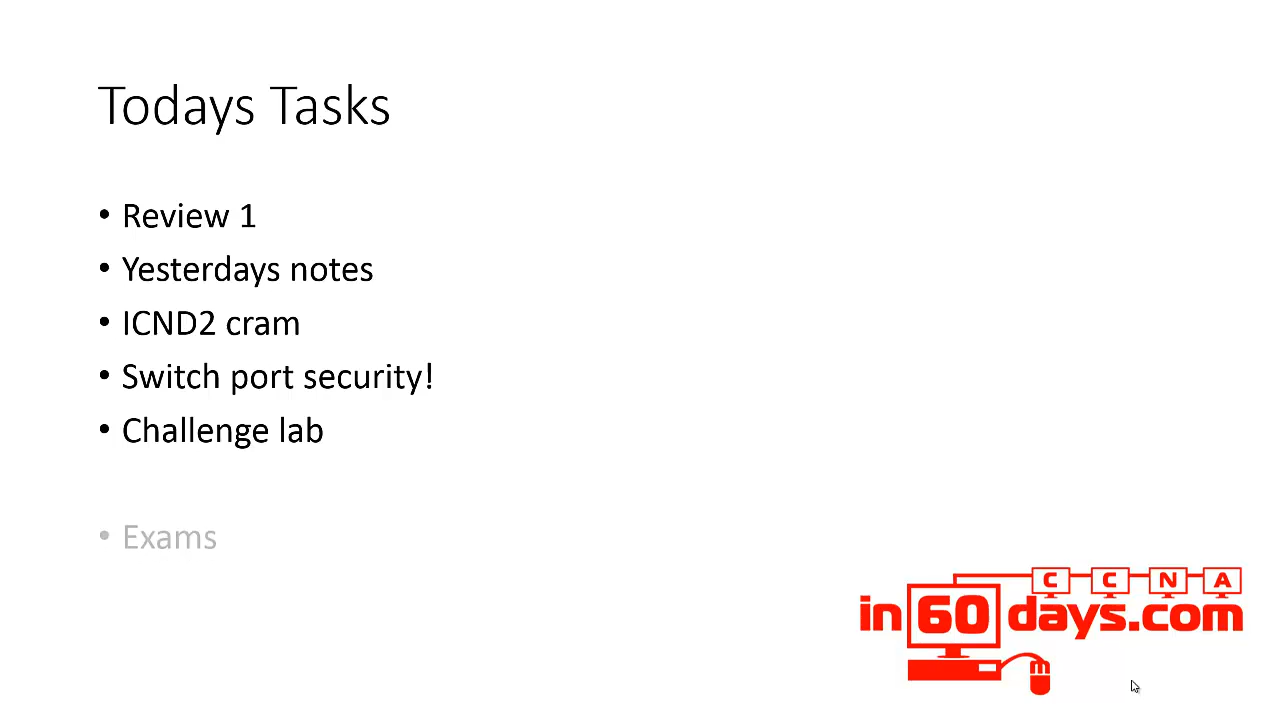 Todays Tasks
• Review 1
• Yesterdays notes
• ICND2 cram
• Switch port security!
• Challenge lab
• Exams
C C N A
in 60 days.com